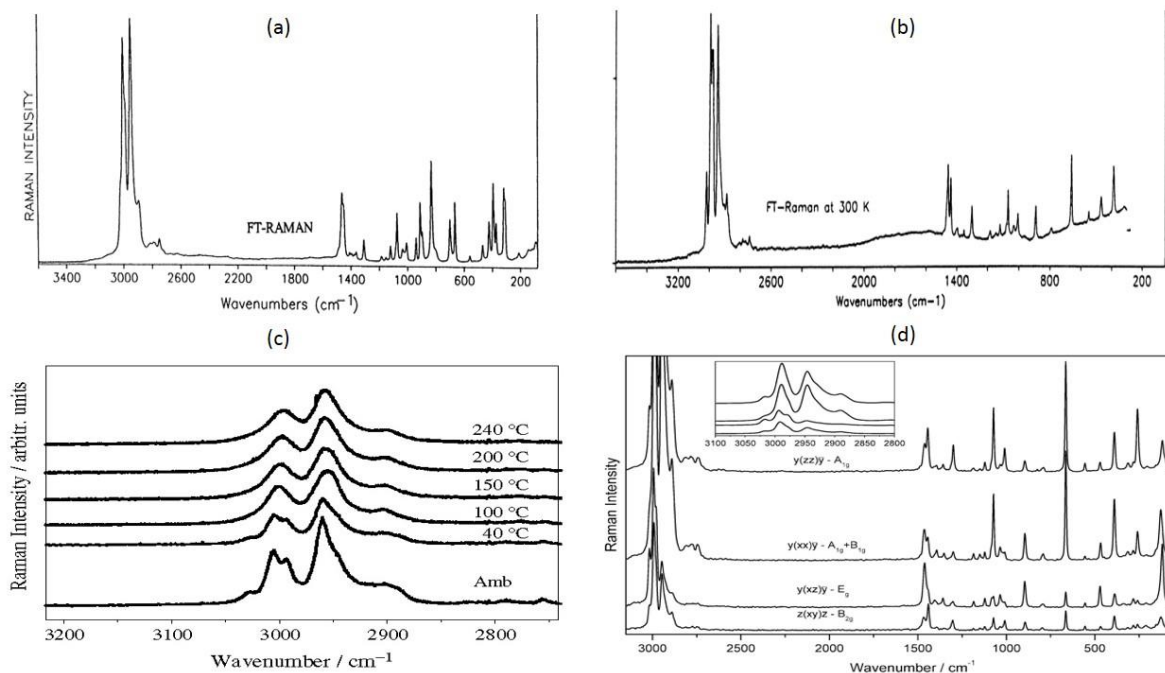 (a)
RAMAN INTENSITY
FT-RAMAN
3400 3000 2600 2200 1800 1400 1000 600 200
Wavenumbers (cm⁻¹)
(b)
FT-Raman at 300 K
3200 2600 2000 1400 800 200
Wavenumbers (cm-1)
(c)
Raman Intensity / arbitr. units
240 °C
200 °C
150 °C
100 °C
40 °C
Amb
3200 3100 3000 2900 2800
Wavenumber / cm⁻¹
(d)
Raman Intensity
3100 3050 3000 2950 2900 2850 2800
y(zz)ȳ - A1g
y(xx)ȳ - A1g+B1g
y(xz)ȳ - Eg
z(xy)z - B2g
3000 2500 2000 1500 1000 500
Wavenumber / cm⁻¹